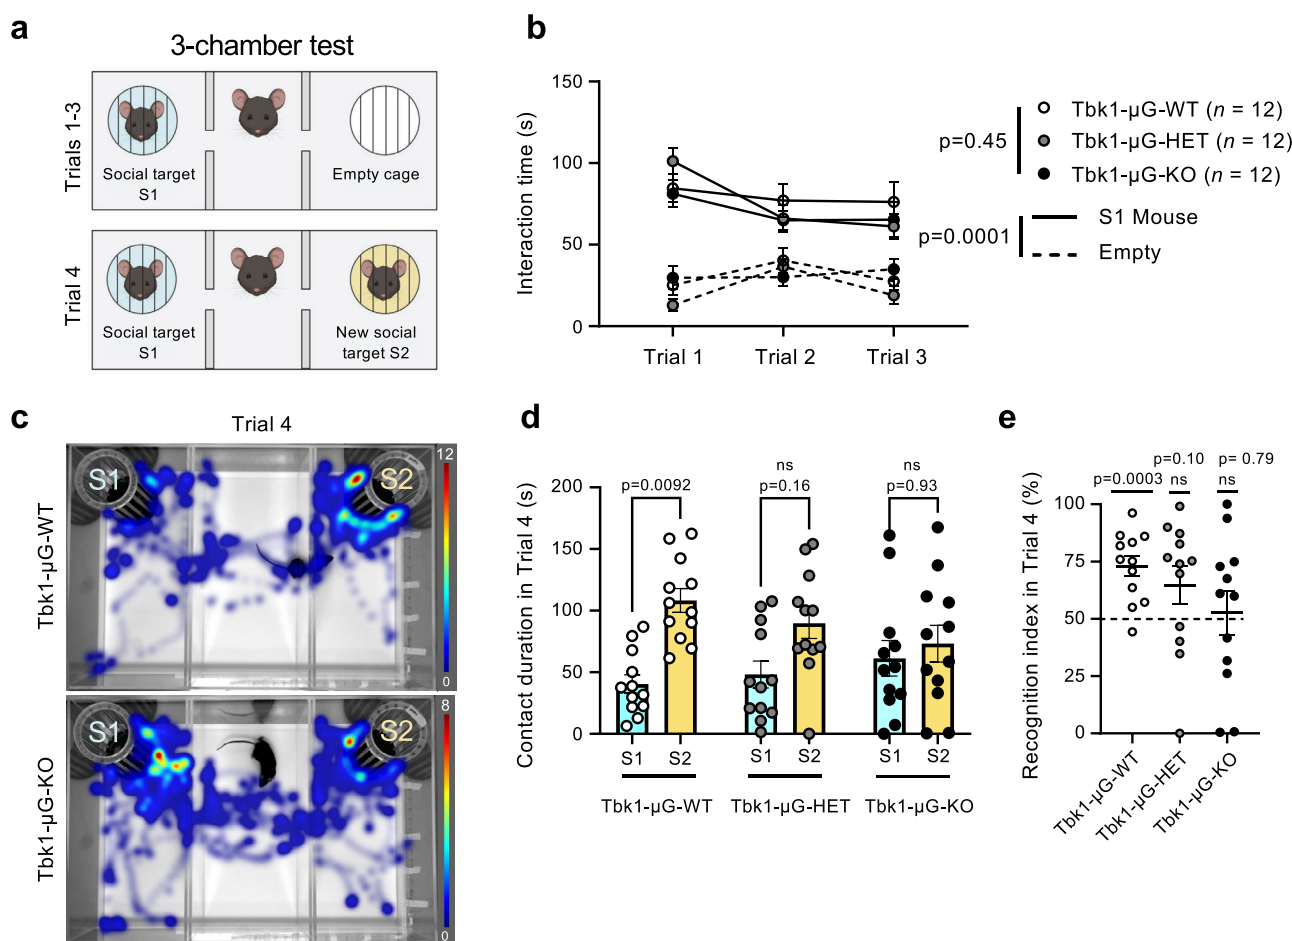 a
3-chamber test
Trials 1-3
Social target
S1
Empty cage
Trial 4
Social target
S1
New social
target S2
b
Interaction time (s)
150
100
50
0
Trial 1
Trial 2
Trial 3
p=0.45
Tbk1-µG-WT (n = 12)
Tbk1-µG-HET (n = 12)
Tbk1-µG-KO (n = 12)
p=0.0001
S1 Mouse
Empty
c
Trial 4
Tbk1-µG-WT
S1
S2
12
0
Tbk1-µG-KO
S1
S2
8
0
d
Contact duration in Trial 4 (s)
200
150
100
50
0
p=0.0092
ns
p=0.16
ns
p=0.93
S1
S2
S1
S2
S1
S2
Tbk1-µG-WT
Tbk1-µG-HET
Tbk1-µG-KO
e
Recognition index in Trial 4 (%)
100
75
50
25
0
p=0.0003
p=0.10
ns
p= 0.79
ns
Tbk1-µG-WT
Tbk1-µG-HET
Tbk1-µG-KO